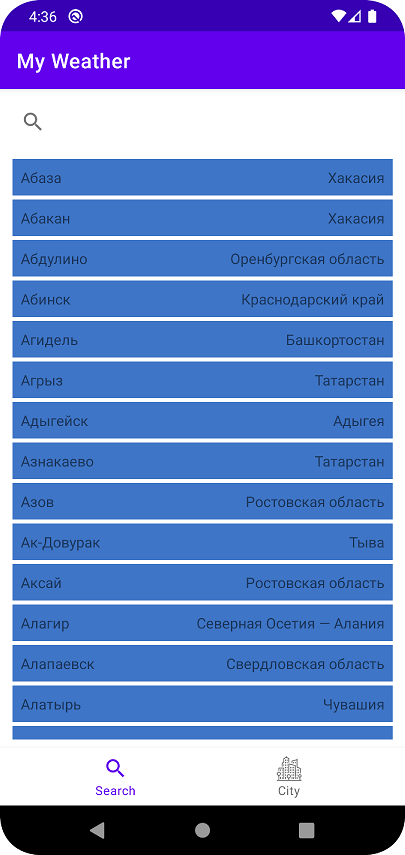 4:36
My Weather
Абаза Хакасия
Абакан Хакасия
Абдулино Оренбургская область
Абинск Краснодарский край
Агидель Башкортостан
Агрыз Татарстан
Адыгейск Адыгея
Азнакаево Татарстан
Азов Ростовская область
Ак-Довурак Тыва
Аксай Ростовская область
Алагир Северная Осетия — Алания
Алапаевск Свердловская область
Алатырь Чувашия
Search City